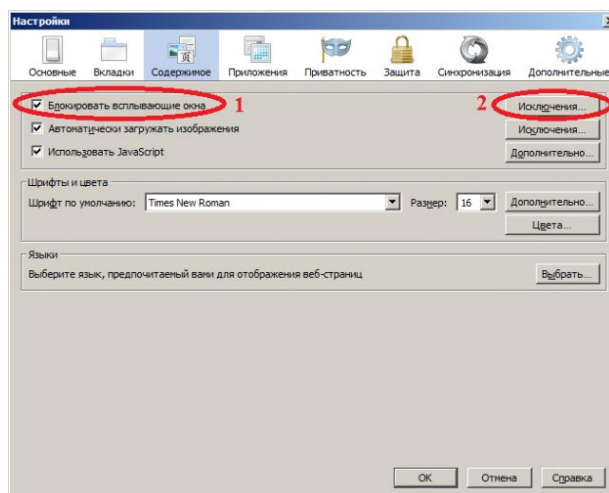 Настройки
Основные Вкладки Содержимое Приложения Приватность Защита Синхронизация Дополнительные
Блокировать всплывающие окна 1 2 Исключения...
Автоматически загружать изображения Исключения...
Использовать JavaScript Дополнительно...
Шрифты и цвета
Шрифт по умолчанию: Times New Roman Размер: 16 Дополнительно...
Цвета...
Языки
Выберите язык, предпочитаемый вами для отображения веб-страниц Выбрать...
OK Отмена Справка